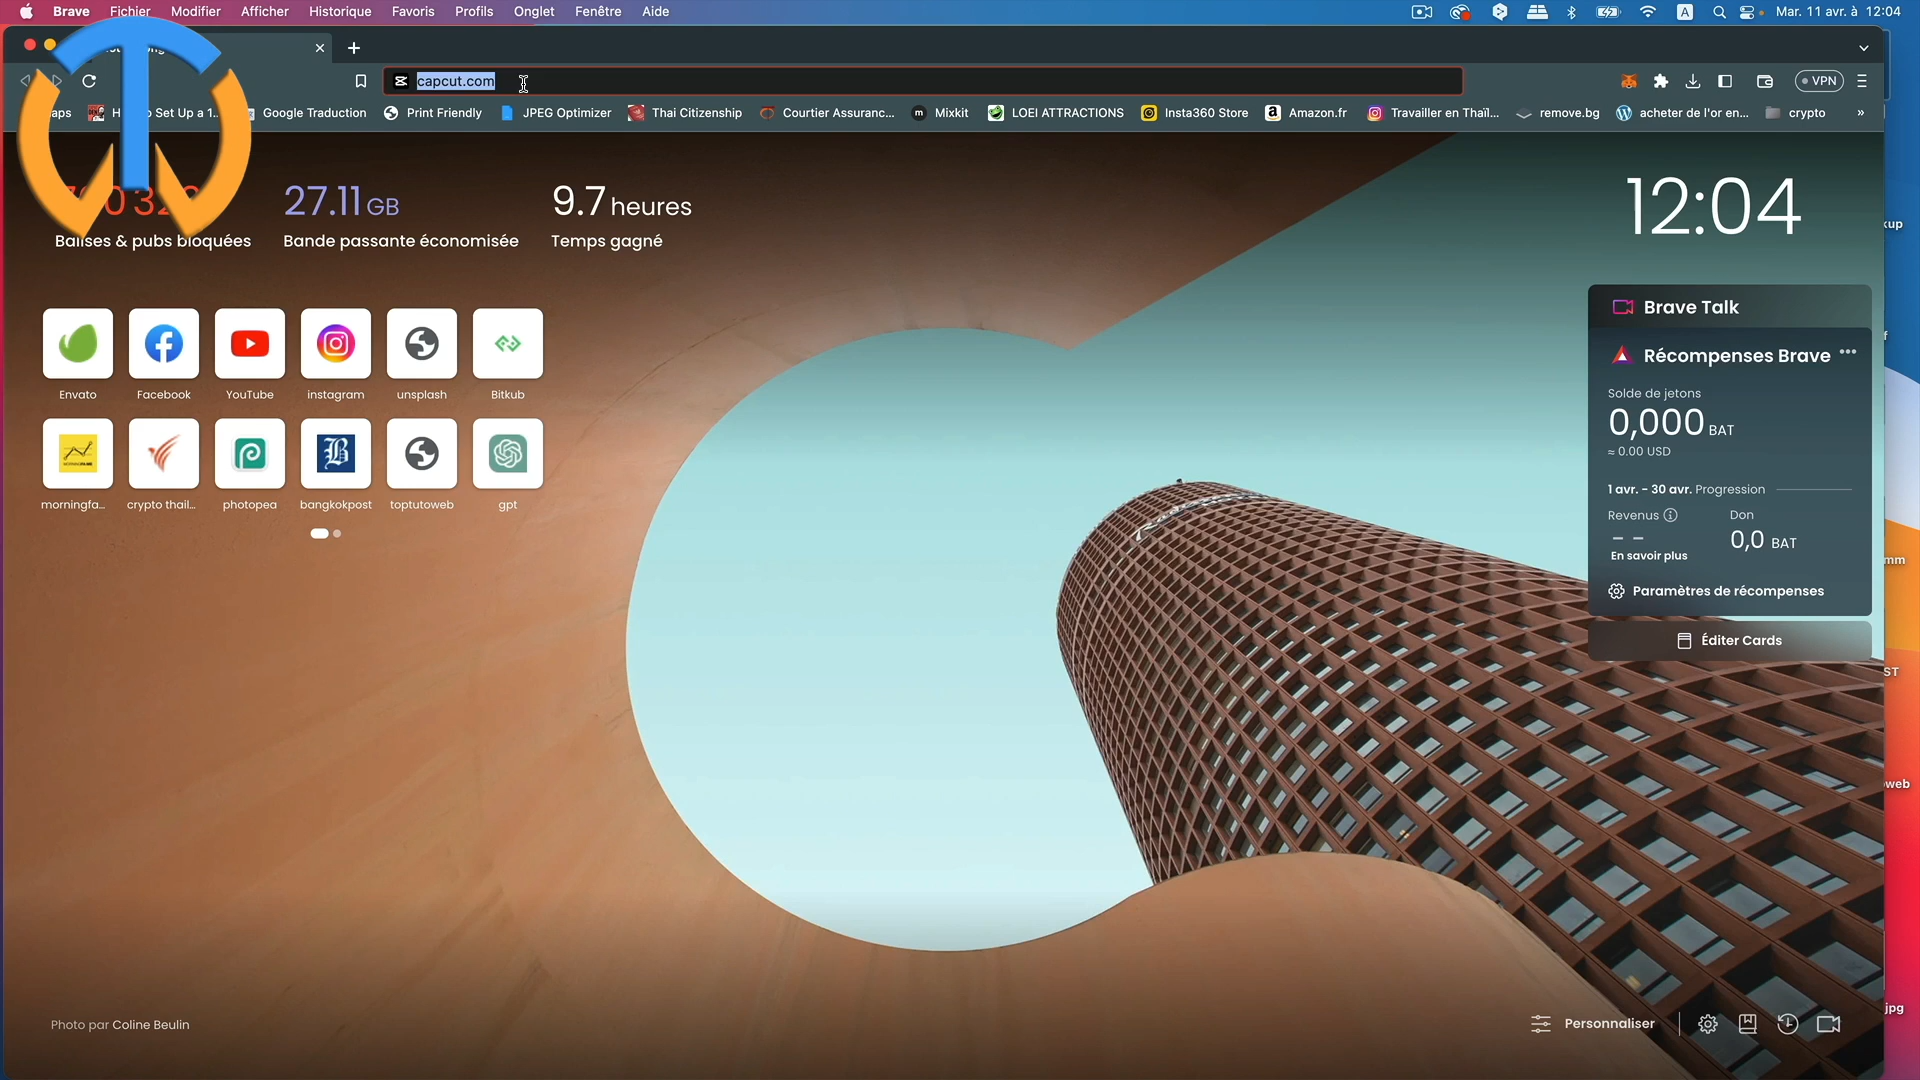 Brave Fichier Modifier Afficher Historique Favoris Profils Onglet Fenêtre Aide
A Mar. 11 avr. à 12:04
capcut.com
VPN
Google Traduction Print Friendly JPEG Optimizer Thai Citizenship Courtier Assuranc... Mixkit LOEI ATTRACTIONS Insta360 Store Amazon.fr Travailler en Thaïl... remove.bg acheter de l'or en... crypto »
27.11 GB
9.7 heures
12:04
Balises & pubs bloquées
Bande passante économisée
Temps gagné
Brave Talk
Récompenses Brave
Solde de jetons
0,000 BAT
≈ 0.00 USD
1 avr. - 30 avr. Progression
Revenus Don
– – 0,0 BAT
En savoir plus
Paramètres de récompenses
Éditer Cards
Envato Facebook YouTube instagram unsplash Bitkub
morningfa... crypto thail... photopea bangkokpost toptutoweb gpt
Photo par Coline Beulin
Personnaliser